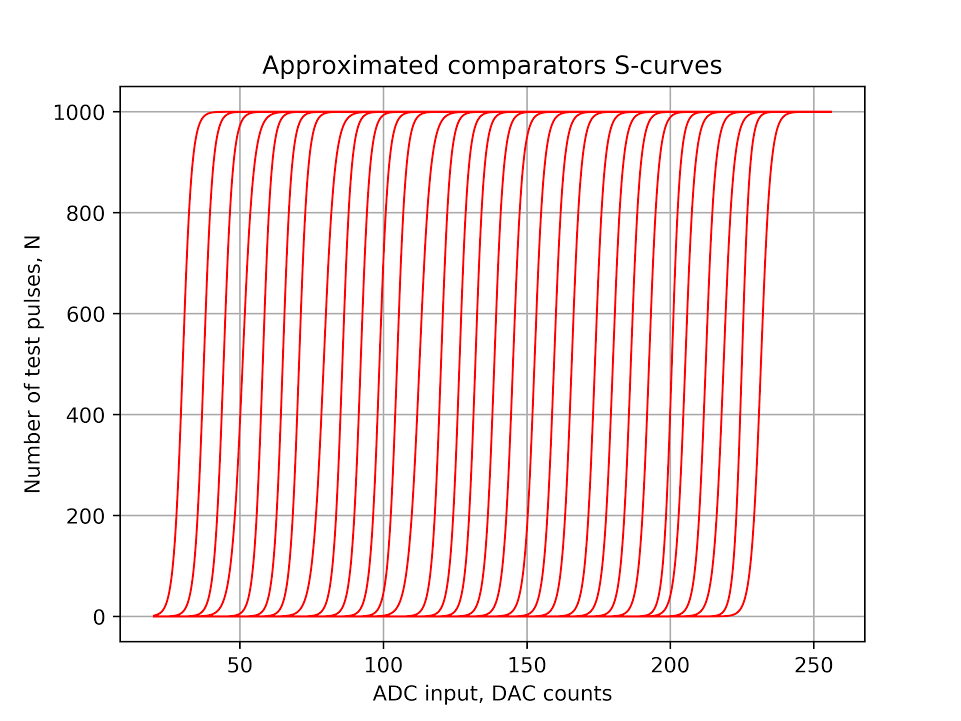 Approximated comparators S-curves
1000
800
600
400
200
0
Number of test pulses, N
50 100 150 200 250
ADC input, DAC counts